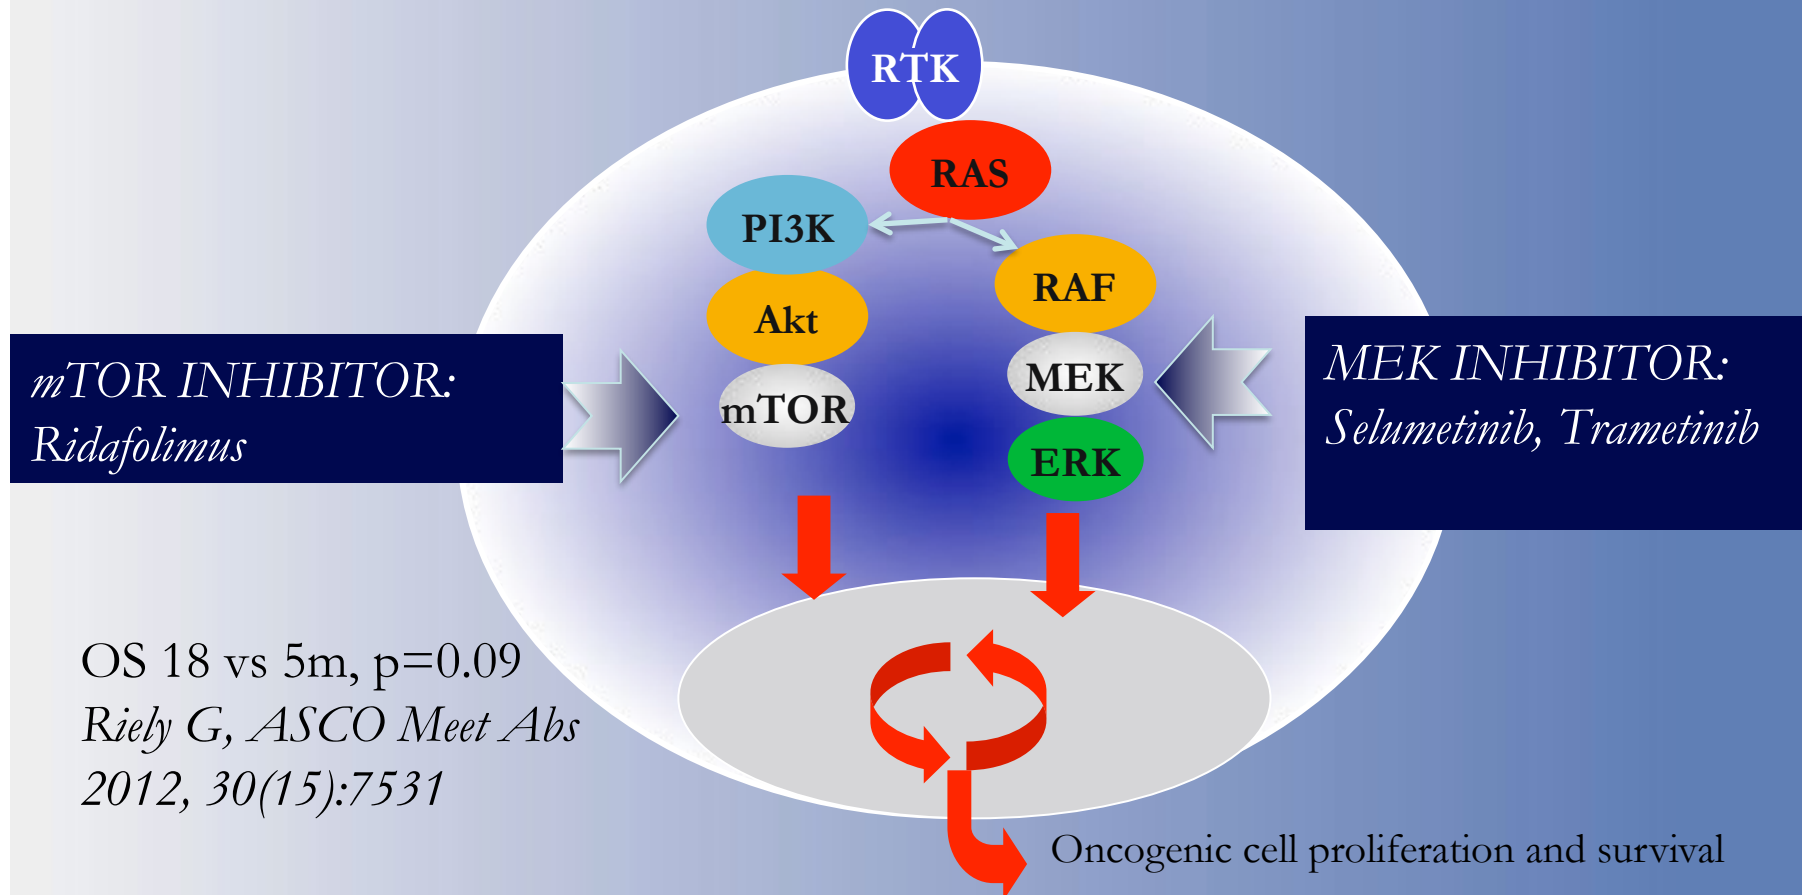 RTK
RAS
PI3K
RAF
Akt
MEK
mTOR
ERK
mTOR INHIBITOR:
Ridafolimus
MEK INHIBITOR:
Selumetinib, Trametinib
OS 18 vs 5m, p=0.09
Riely G, ASCO Meet Abs
2012, 30(15):7531
Oncogenic cell proliferation and survival